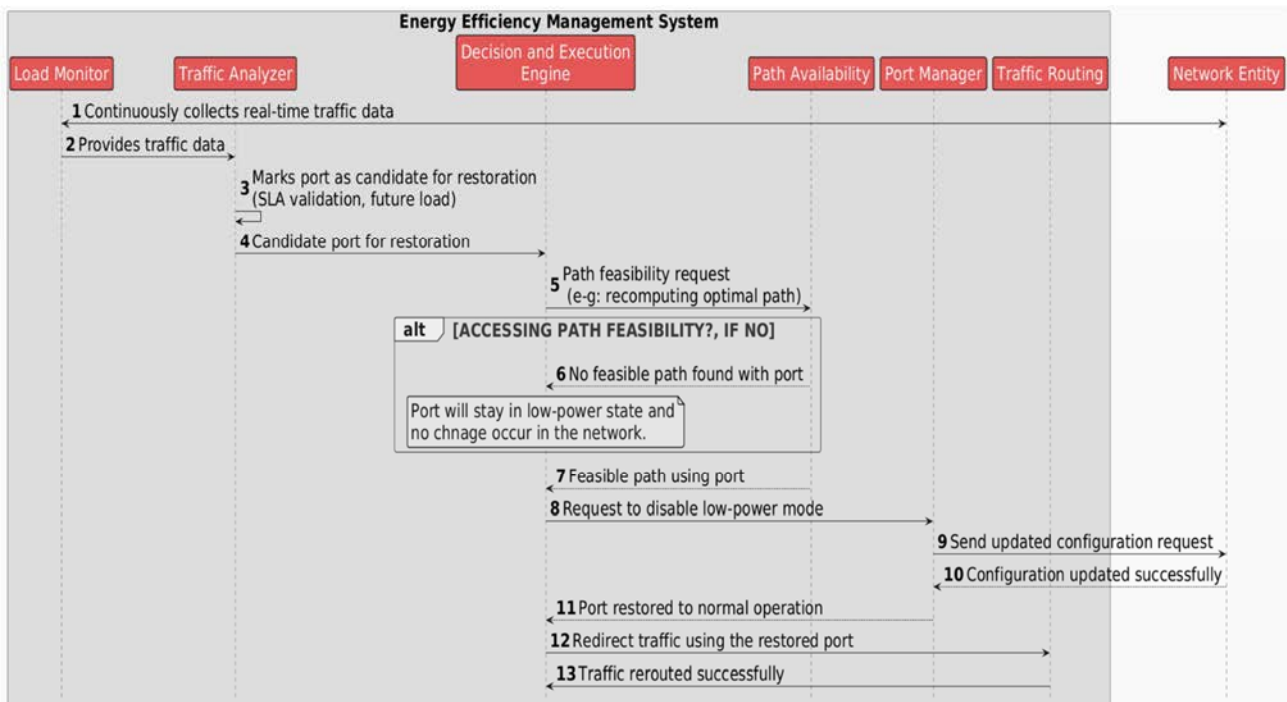 Energy Efficiency Management System
Load Monitor
Traffic Analyzer
Decision and Execution
Engine
Path Availability
Port Manager
Traffic Routing
Network Entity
1 Continuously collects real-time traffic data
2 Provides traffic data
3 Marks port as candidate for restoration
(SLA validation, future load)
4 Candidate port for restoration
5 Path feasibility request
(e-g: recomputing optimal path)
alt [ACCESSING PATH FEASIBILITY?, IF NO]
6 No feasible path found with port
Port will stay in low-power state and
no chnage occur in the network.
7 Feasible path using port
8 Request to disable low-power mode
9 Send updated configuration request
10 Configuration updated successfully
11 Port restored to normal operation
12 Redirect traffic using the restored port
13 Traffic rerouted successfully